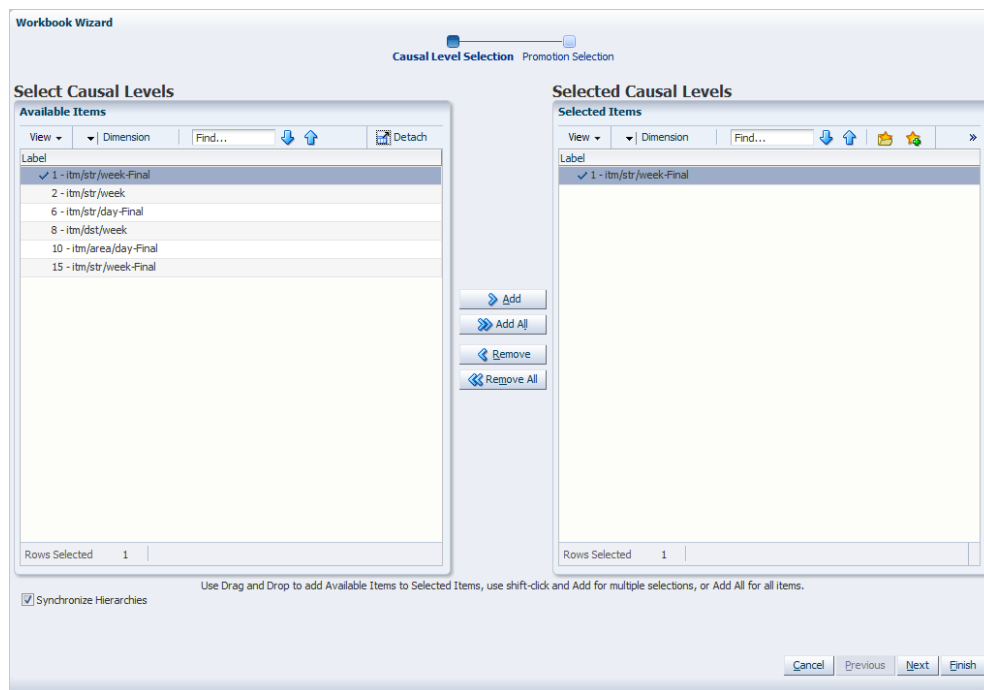 Workbook Wizard
Causal Level Selection Promotion Selection
Select Causal Levels
Selected Causal Levels
Available Items
Selected Items
View Dimension Find... Detach
View Dimension Find... »
Label
Label
1 - itm/str/week-Final
1 - itm/str/week-Final
2 - itm/str/week
6 - itm/str/day-Final
8 - itm/dst/week
10 - itm/area/day-Final
15 - itm/str/week-Final
Add
Add All
Remove
Remove All
Rows Selected 1
Rows Selected 1
Use Drag and Drop to add Available Items to Selected Items, use shift-click and Add for multiple selections, or Add All for all items.
Synchronize Hierarchies
Cancel Previous Next Finish